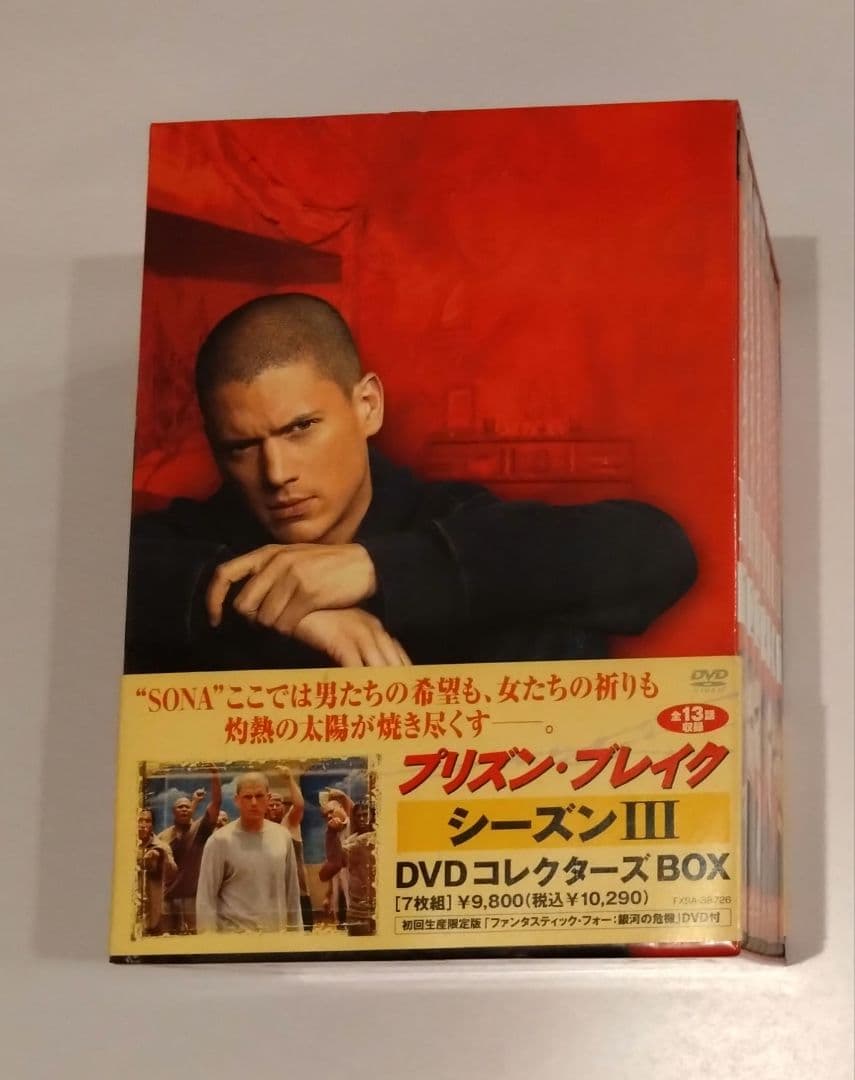 DVD
"SONA"ここでは男たちの希望も、女たちの祈りも
灼熱の太陽が焼き尽くす――。
全13話
収録
プリズン・ブレイク
シーズンIII
DVDコレクターズBOX
[7枚組] ¥9,800(税込¥10,290)
FXBA-38726
初回生産限定版「ファンタスティック・フォー：銀河の危機」DVD付